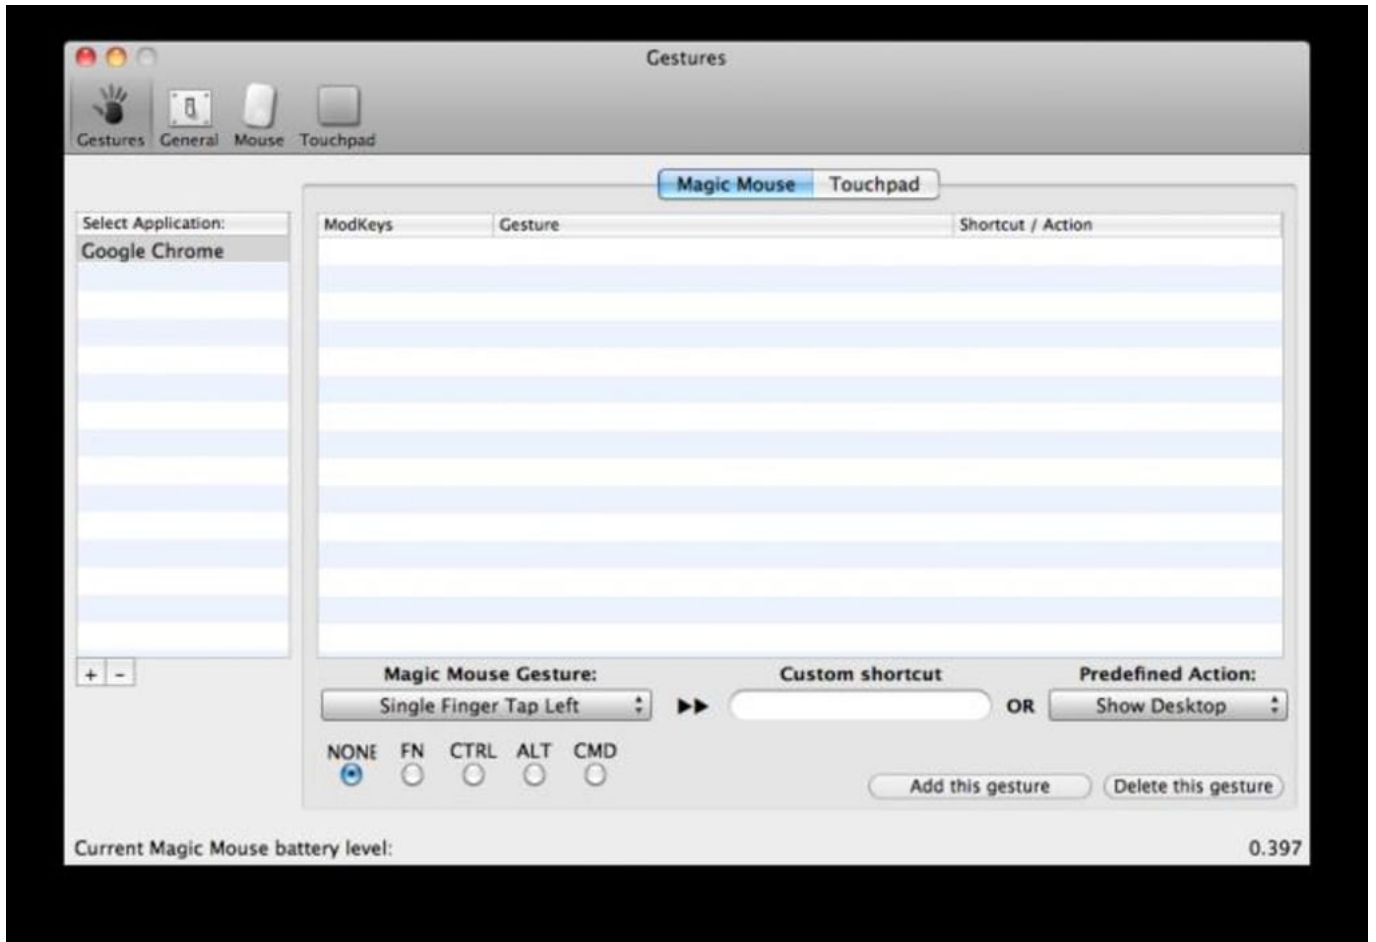 Gestures
Gestures General Mouse Touchpad
Magic Mouse Touchpad
Select Application: ModKeys Gesture Shortcut / Action
Google Chrome
+ -
Magic Mouse Gesture: Custom shortcut Predefined Action:
Single Finger Tap Left OR Show Desktop
NONE FN CTRL ALT CMD
Add this gesture Delete this gesture
Current Magic Mouse battery level: 0.397